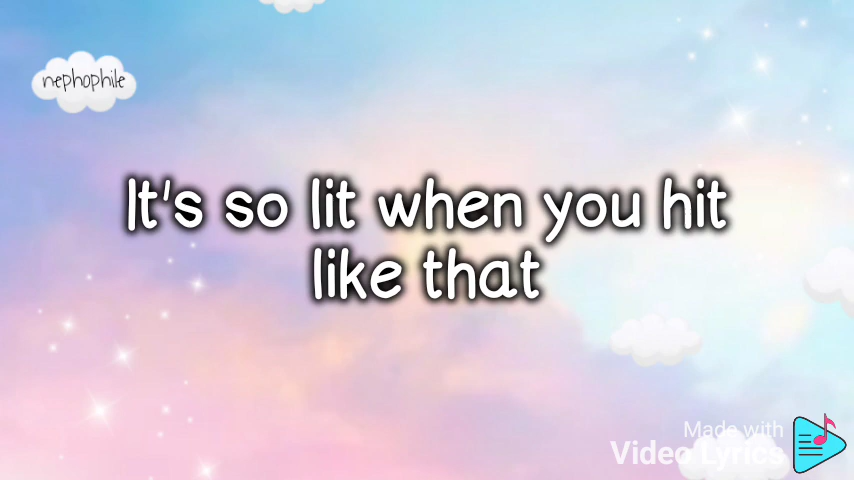 nephophile
It's so lit when you hit
like that
Made with
Video Lyrics